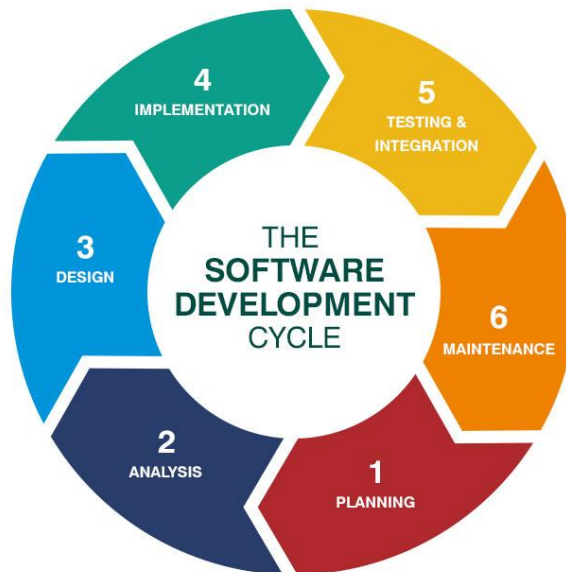 THE
SOFTWARE
DEVELOPMENT
CYCLE
1
PLANNING
2
ANALYSIS
3
DESIGN
4
IMPLEMENTATION
5
TESTING &
INTEGRATION
6
MAINTENANCE